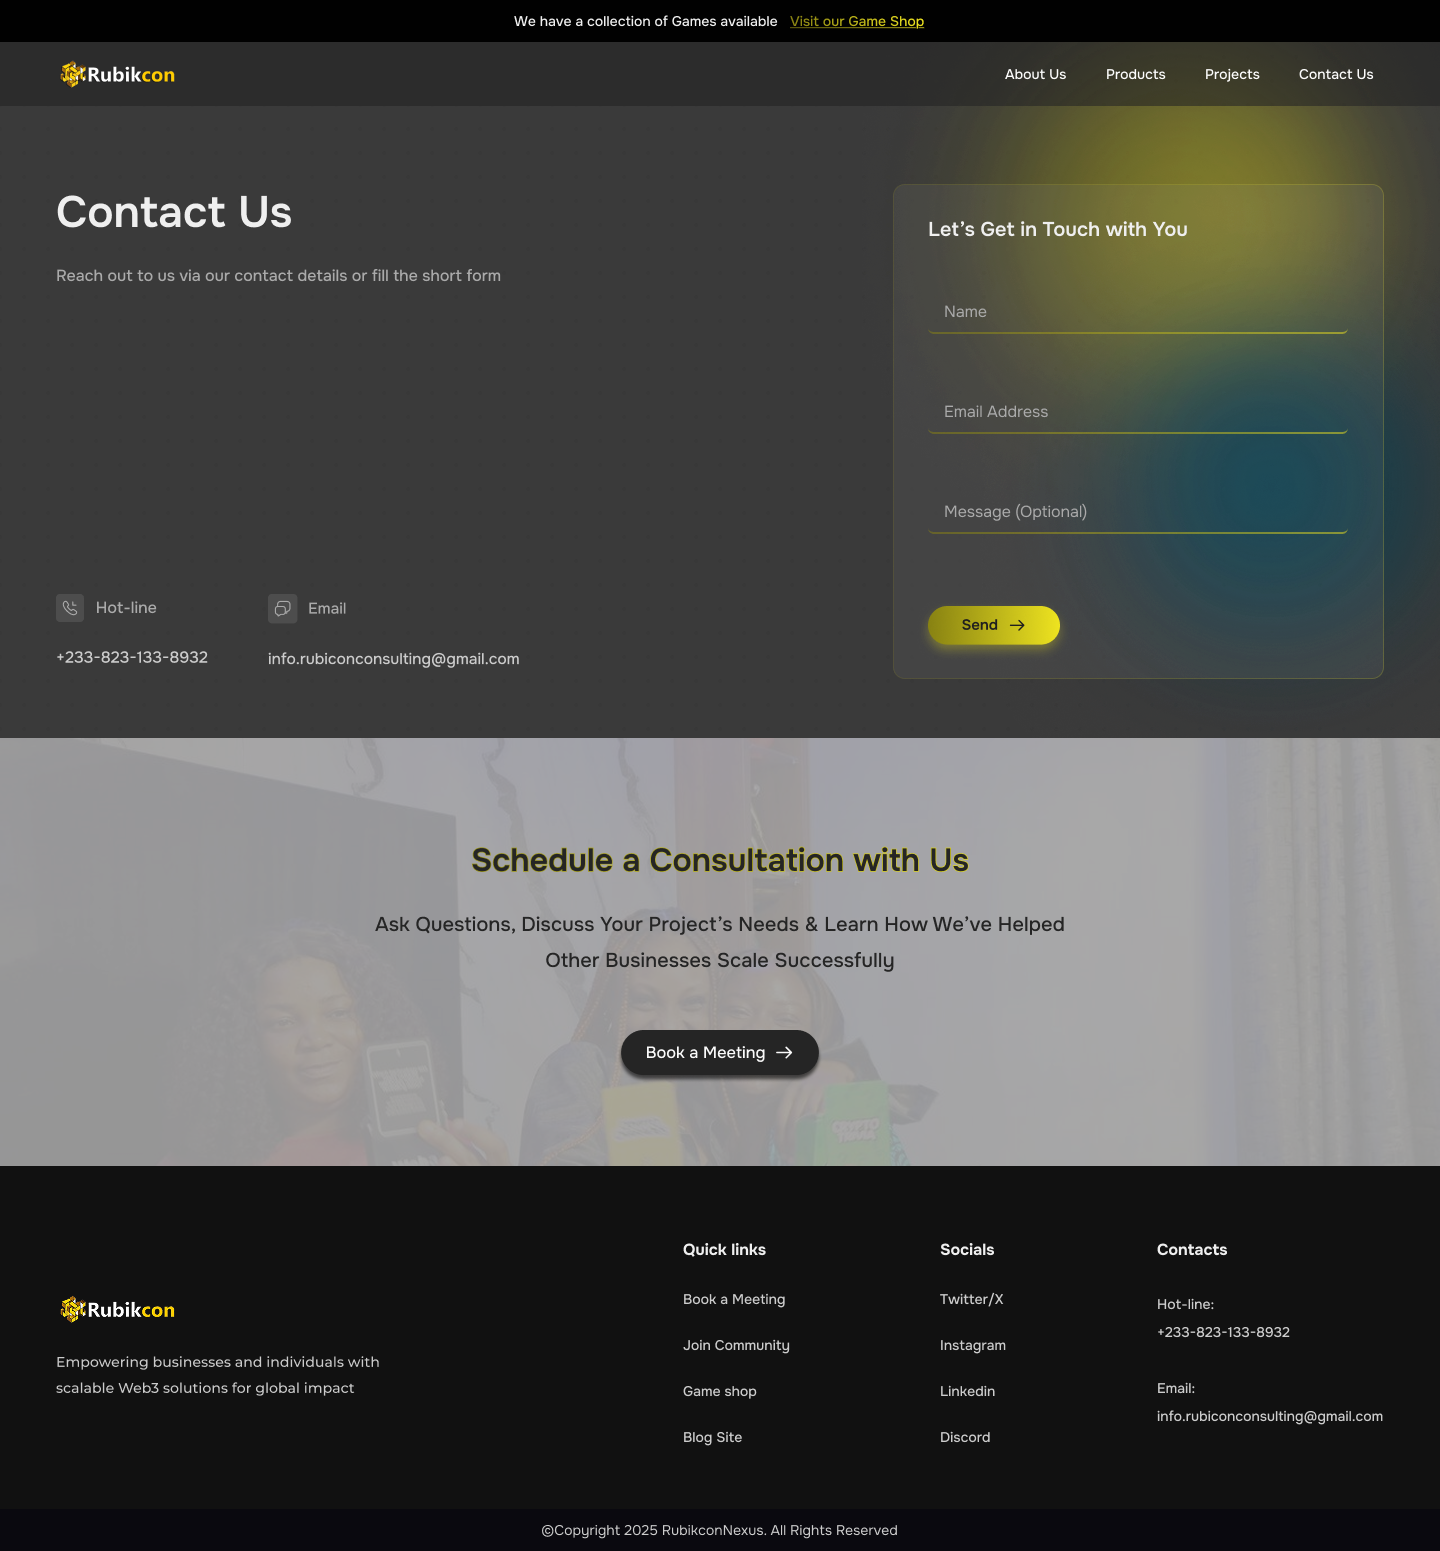 We have a collection of Games available Visit our Game Shop
Rubikcon
About Us Products Projects Contact Us
Contact Us
Reach out to us via our contact details or fill the short form
Let’s Get in Touch with You
Name
Email Address
Message (Optional)
Send
Hot-line
+233-823-133-8932
Email
info.rubiconconsulting@gmail.com
Schedule a Consultation with Us
Ask Questions, Discuss Your Project’s Needs & Learn How We’ve Helped
Other Businesses Scale Successfully
Book a Meeting
Rubikcon
Empowering businesses and individuals with
scalable Web3 solutions for global impact
Quick links
Book a Meeting
Join Community
Game shop
Blog Site
Socials
Twitter/X
Instagram
Linkedin
Discord
Contacts
Hot-line:
+233-823-133-8932
Email:
info.rubiconconsulting@gmail.com
©Copyright 2025 RubikconNexus. All Rights Reserved